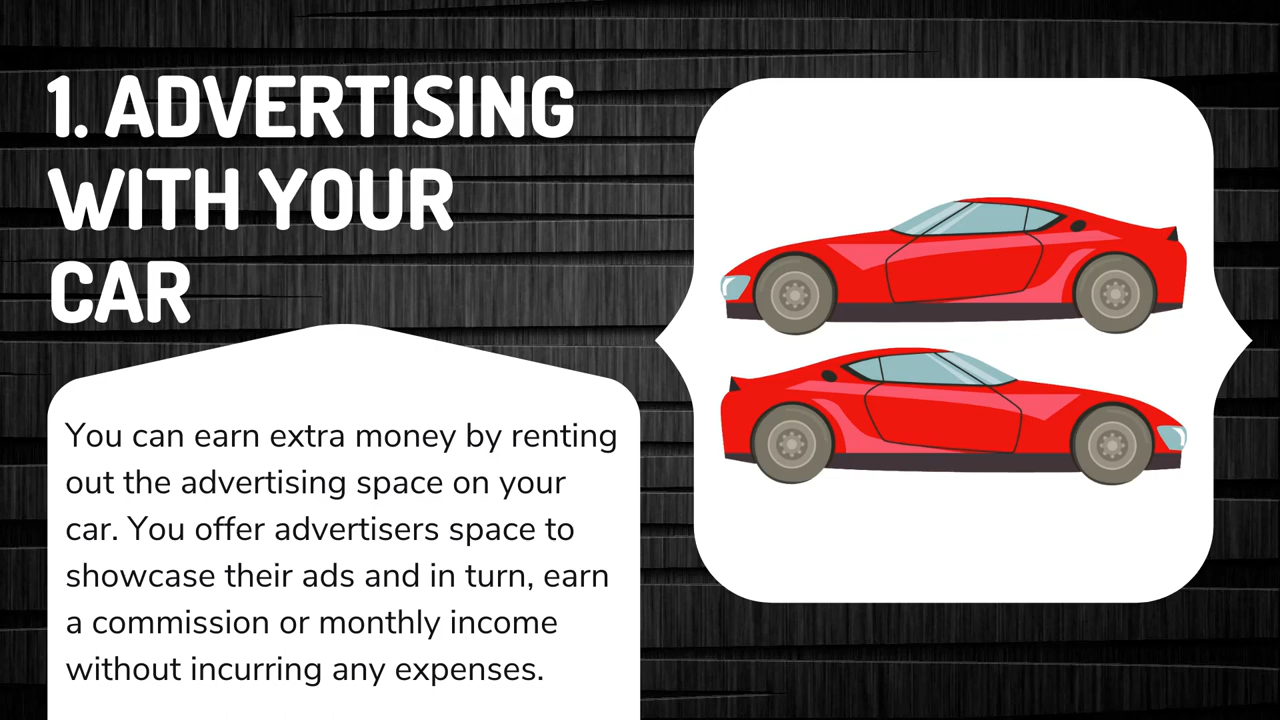 1. ADVERTISING
WITH YOUR
CAR
You can earn extra money by renting
out the advertising space on your
car. You offer advertisers space to
showcase their ads and in turn, earn
a commission or monthly income
without incurring any expenses.